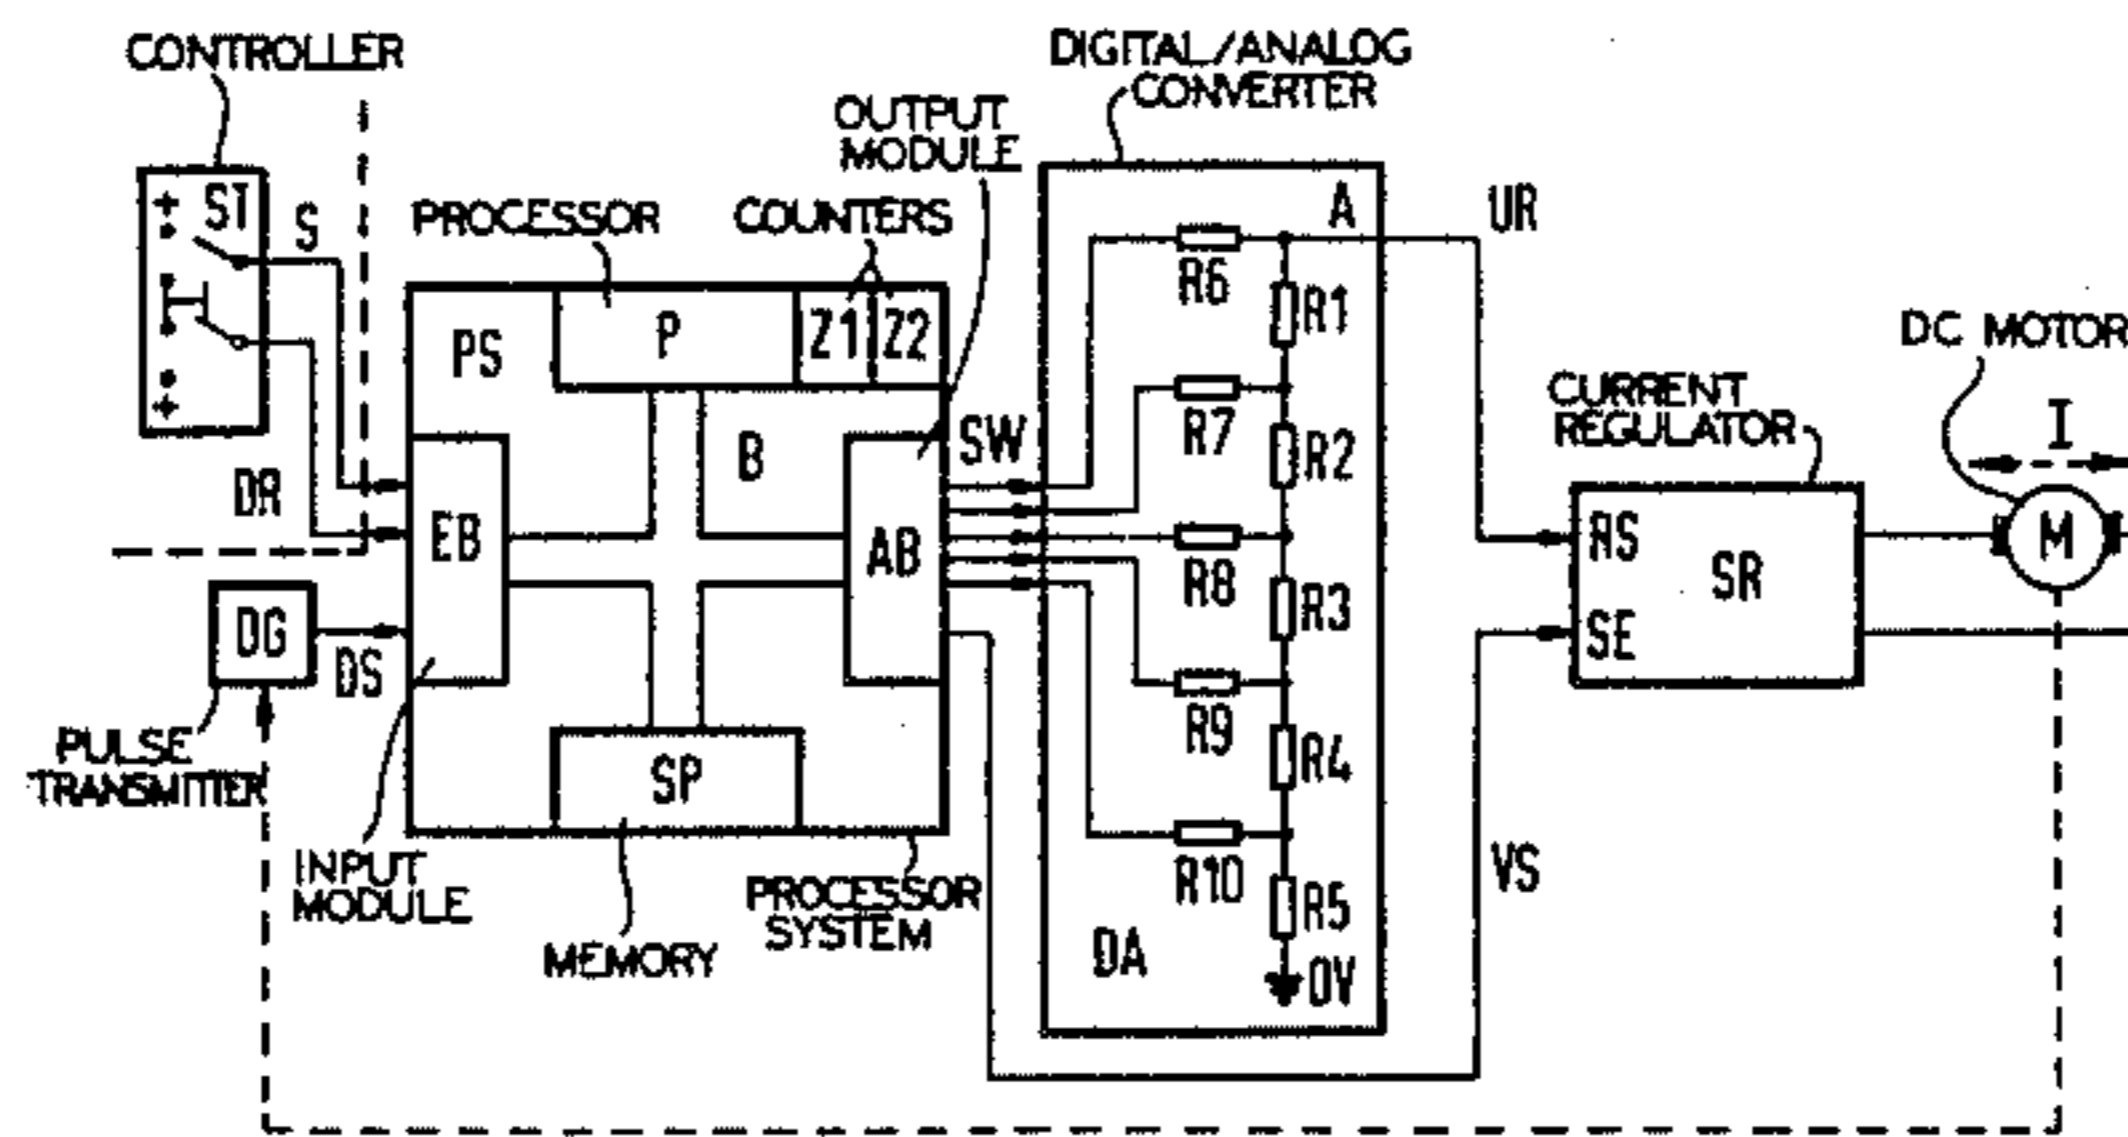 CONTROLLER
DIGITAL/ANALOG
CONVERTER
OUTPUT
MODULE
+
ST
S
PROCESSOR
COUNTERS
A
UR
R6
R1
PS
P
Z1
Z2
DC MOTOR
+
R7
CURRENT
REGULATOR
I
B
SW
R2
DR
EB
AB
R8
RS
SR
M
DG
DS
R3
SE
PULSE
TRANSMITTER
R9
R4
SP
INPUT
MODULE
R10
VS
PROCESSOR
SYSTEM
R5
MEMORY
DA
0V